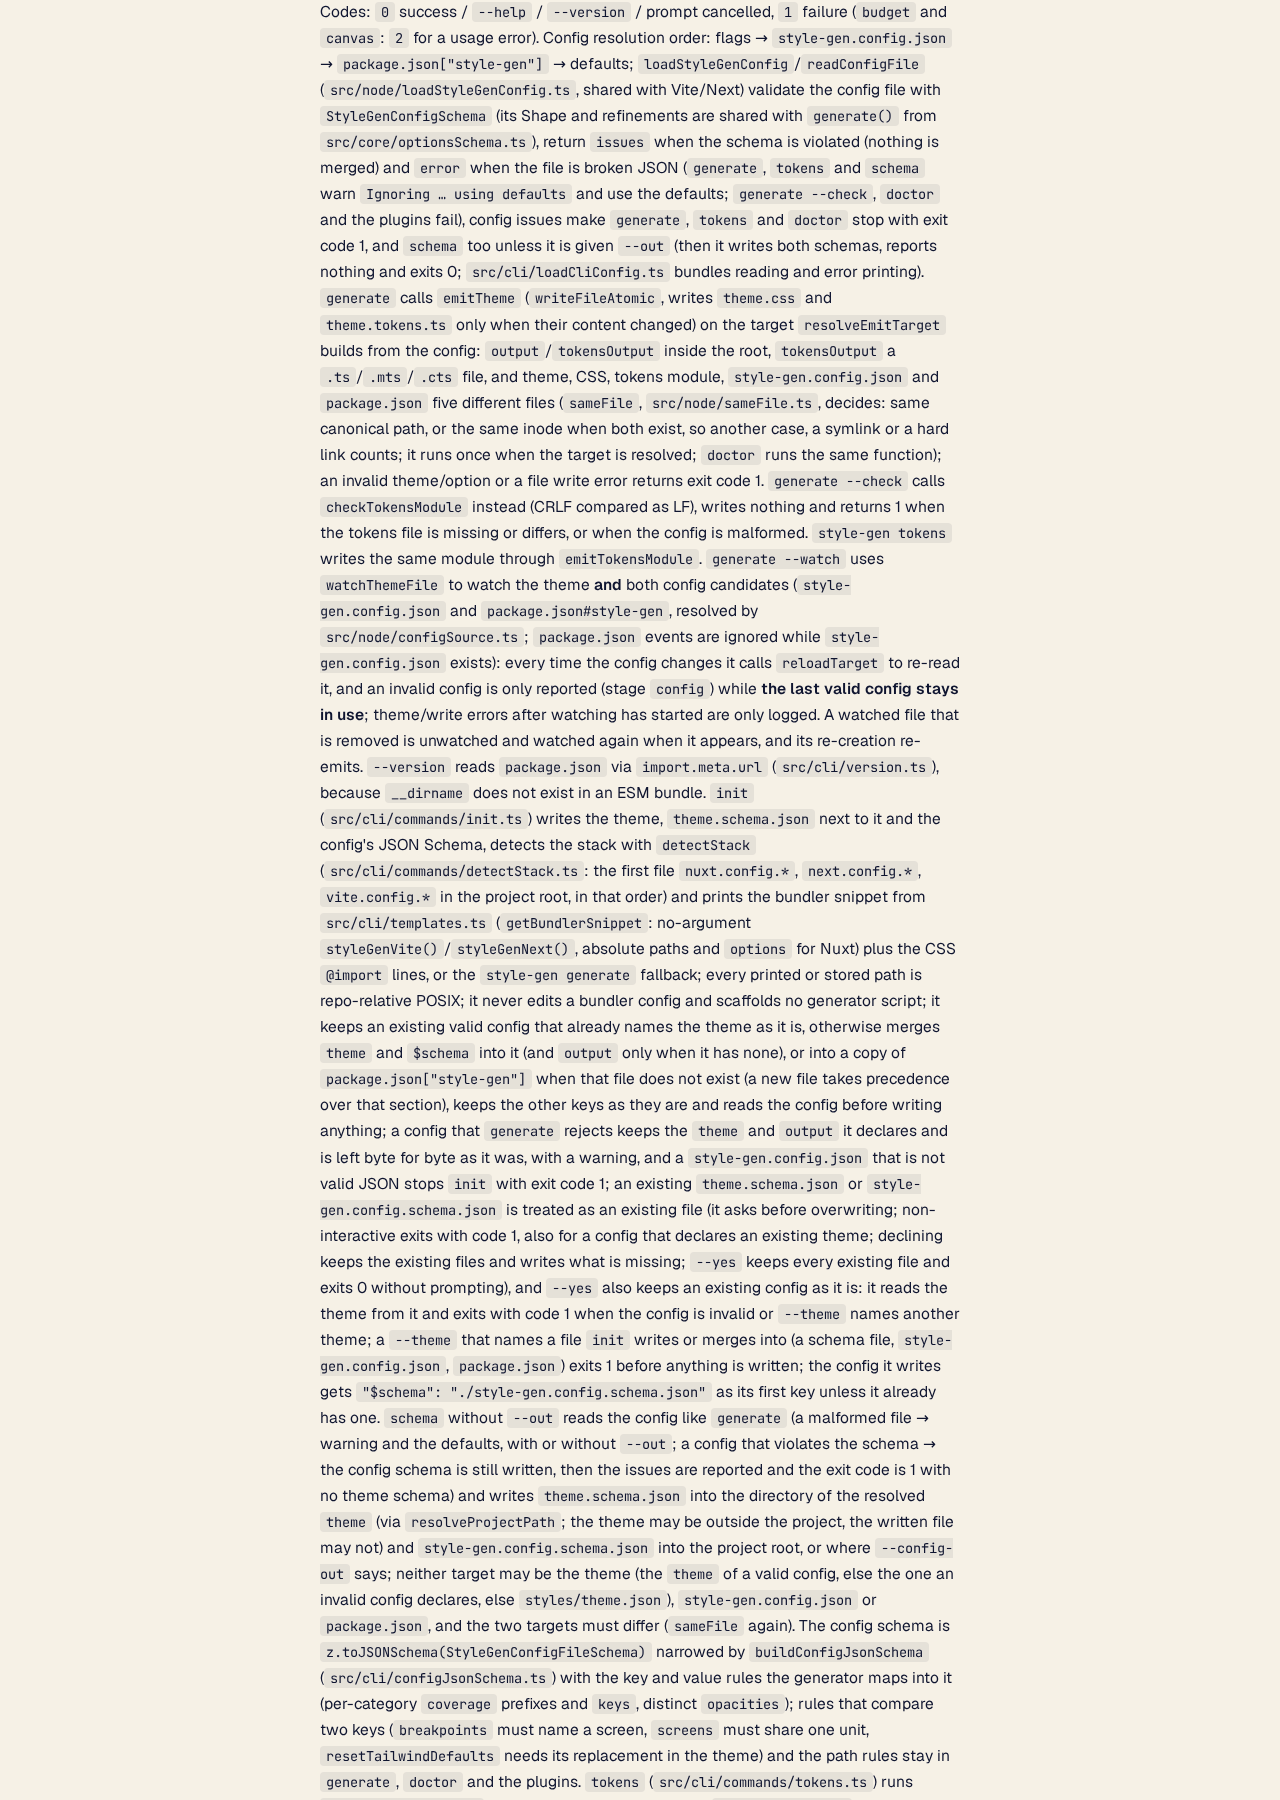 Codes: 0 success / --help / --version / prompt cancelled, 1 failure ( budget and
canvas : 2 for a usage error). Config resolution order: flags → style-gen.config.json
→ package.json["style-gen"] → defaults; loadStyleGenConfig / readConfigFile
( src/node/loadStyleGenConfig.ts , shared with Vite/Next) validate the config file with
StyleGenConfigSchema (its Shape and refinements are shared with generate() from
src/core/optionsSchema.ts ), return issues when the schema is violated (nothing is
merged) and error when the file is broken JSON ( generate , tokens and schema
warn Ignoring … using defaults and use the defaults; generate --check , doctor
and the plugins fail), config issues make generate , tokens and doctor stop with exit
code 1, and schema too unless it is given --out (then it writes both schemas, reports
nothing and exits 0; src/cli/loadCliConfig.ts bundles reading and error printing).
generate calls emitTheme ( writeFileAtomic , writes theme.css and
theme.tokens.ts only when their content changed) on the target resolveEmitTarget
builds from the config: output / tokensOutput inside the root, tokensOutput a
.ts / .mts / .cts file, and theme, CSS, tokens module, style-gen.config.json and
package.json five different files ( sameFile , src/node/sameFile.ts , decides: same
canonical path, or the same inode when both exist, so another case, a symlink or a hard
link counts; it runs once when the target is resolved; doctor runs the same function);
an invalid theme/option or a file write error returns exit code 1. generate --check calls
checkTokensModule instead (CRLF compared as LF), writes nothing and returns 1 when
the tokens file is missing or differs, or when the config is malformed. style-gen tokens
writes the same module through emitTokensModule . generate --watch uses
watchThemeFile to watch the theme and both config candidates ( style-
gen.config.json and package.json#style-gen , resolved by
src/node/configSource.ts ; package.json events are ignored while style-
gen.config.json exists): every time the config changes it calls reloadTarget to re-read
it, and an invalid config is only reported (stage config ) while the last valid config stays
in use; theme/write errors after watching has started are only logged. A watched file that
is removed is unwatched and watched again when it appears, and its re-creation re-
emits. --version reads package.json via import.meta.url ( src/cli/version.ts ),
because __dirname does not exist in an ESM bundle. init
( src/cli/commands/init.ts ) writes the theme, theme.schema.json next to it and the
config's JSON Schema, detects the stack with detectStack
( src/cli/commands/detectStack.ts : the first file nuxt.config.* , next.config.* ,
vite.config.* in the project root, in that order) and prints the bundler snippet from
src/cli/templates.ts ( getBundlerSnippet : no-argument
styleGenVite() / styleGenNext() , absolute paths and options for Nuxt) plus the CSS
@import lines, or the style-gen generate fallback; every printed or stored path is
repo-relative POSIX; it never edits a bundler config and scaffolds no generator script; it
keeps an existing valid config that already names the theme as it is, otherwise merges
theme and $schema into it (and output only when it has none), or into a copy of
package.json["style-gen"] when that file does not exist (a new file takes precedence
over that section), keeps the other keys as they are and reads the config before writing
anything; a config that generate rejects keeps the theme and output it declares and
is left byte for byte as it was, with a warning, and a style-gen.config.json that is not
valid JSON stops init with exit code 1; an existing theme.schema.json or style-
gen.config.schema.json is treated as an existing file (it asks before overwriting; non-
interactive exits with code 1, also for a config that declares an existing theme; declining
keeps the existing files and writes what is missing; --yes keeps every existing file and
exits 0 without prompting), and --yes also keeps an existing config as it is: it reads the
theme from it and exits with code 1 when the config is invalid or --theme names another
theme; a --theme that names a file init writes or merges into (a schema file, style-
gen.config.json , package.json ) exits 1 before anything is written; the config it writes
gets "$schema": "./style-gen.config.schema.json" as its first key unless it already
has one. schema without --out reads the config like generate (a malformed file →
warning and the defaults, with or without --out ; a config that violates the schema →
the config schema is still written, then the issues are reported and the exit code is 1 with
no theme schema) and writes theme.schema.json into the directory of the resolved
theme (via resolveProjectPath ; the theme may be outside the project, the written file
may not) and style-gen.config.schema.json into the project root, or where --config-
out says; neither target may be the theme (the theme of a valid config, else the one an
invalid config declares, else styles/theme.json ), style-gen.config.json or
package.json , and the two targets must differ ( sameFile again). The config schema is
z.toJSONSchema(StyleGenConfigFileSchema) narrowed by buildConfigJsonSchema
( src/cli/configJsonSchema.ts ) with the key and value rules the generator maps into it
(per-category coverage prefixes and keys , distinct opacities ); rules that compare
two keys ( breakpoints must name a screen, screens must share one unit,
resetTailwindDefaults needs its replacement in the theme) and the path rules stay in
generate , doctor and the plugins. tokens ( src/cli/commands/tokens.ts ) runs